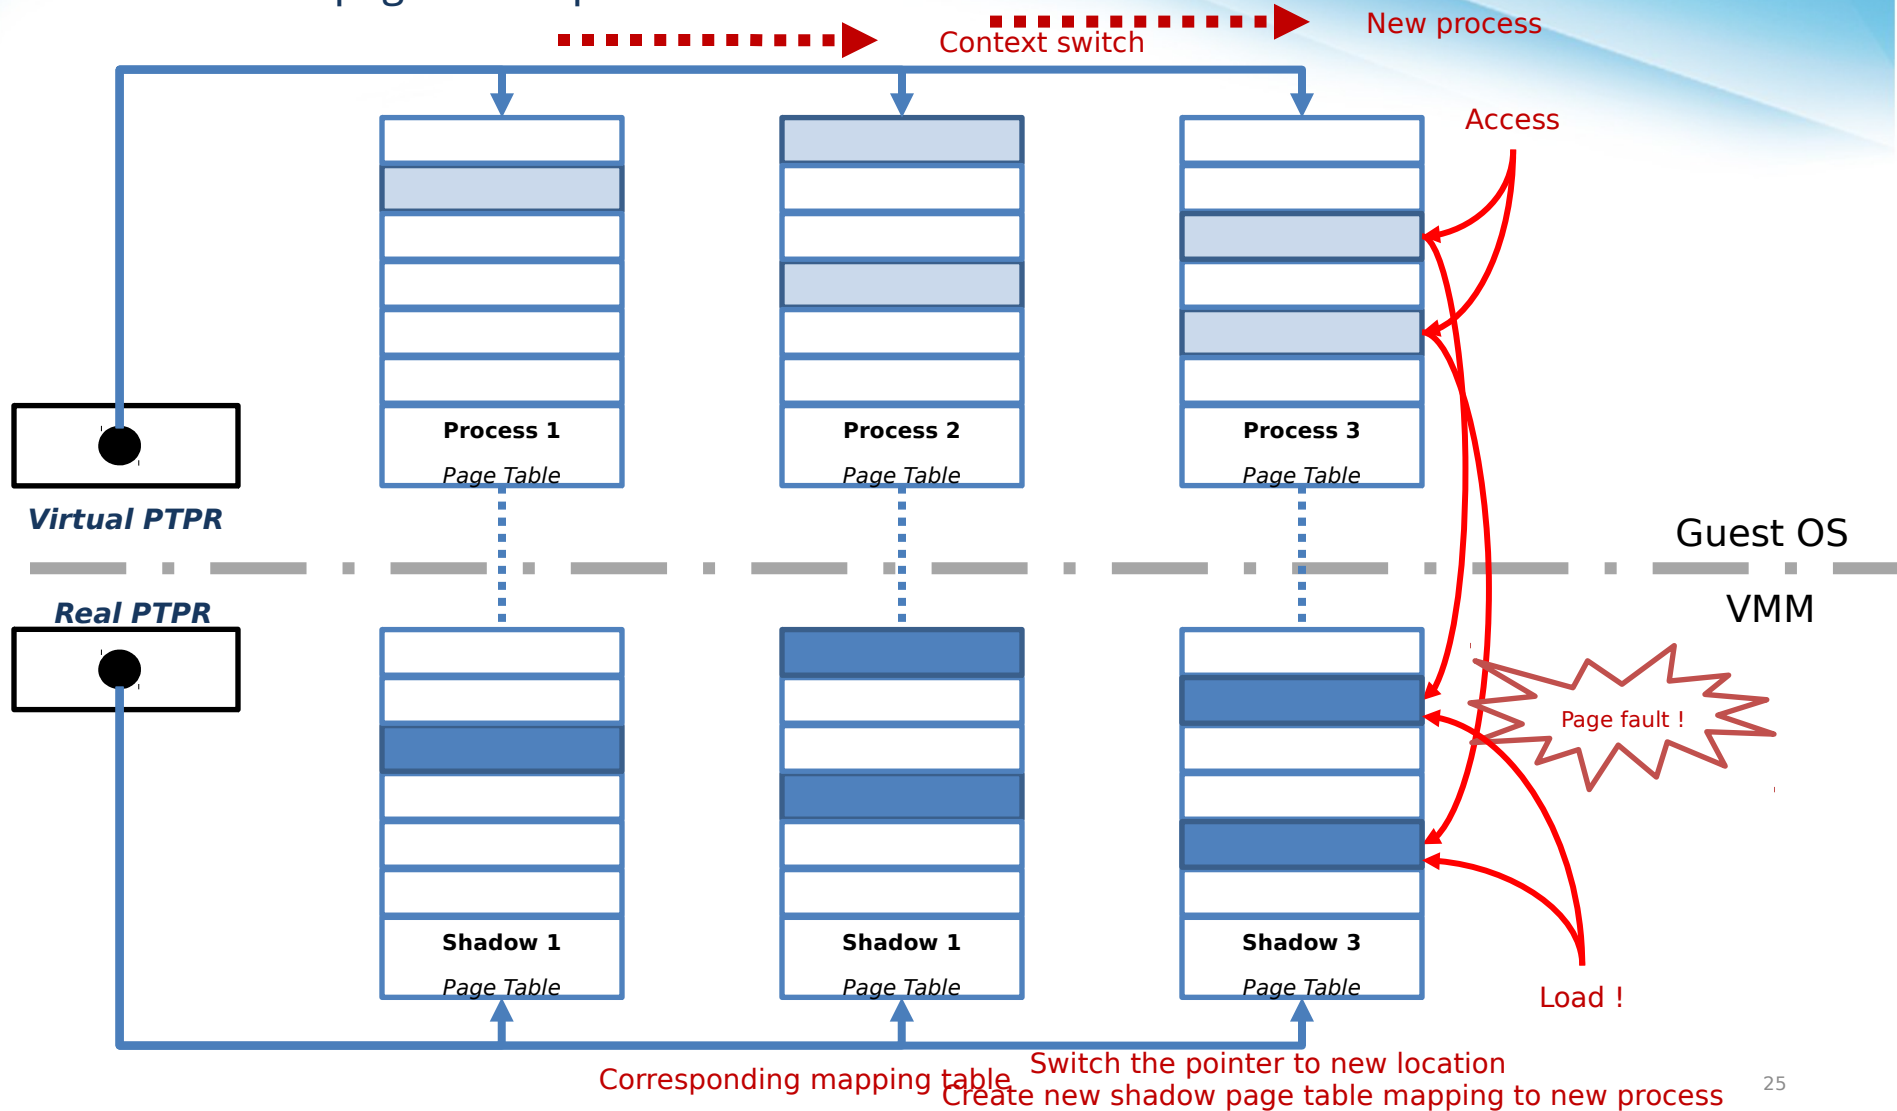 Context switch
New process
Access
Process 1
Page Table
Process 2
Page Table
Process 3
Page Table
Virtual PTPR
Guest OS
Real PTPR
VMM
Page fault !
Shadow 1
Page Table
Shadow 1
Page Table
Shadow 3
Page Table
Load !
Corresponding mapping table
Switch the pointer to new location
Create new shadow page table mapping to new process
25